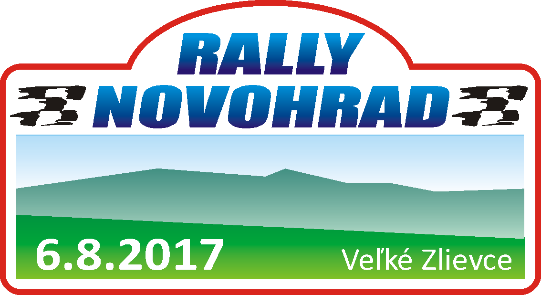 RALLY
NOVOHRAD
6.8.2017
Veľké Zlievce